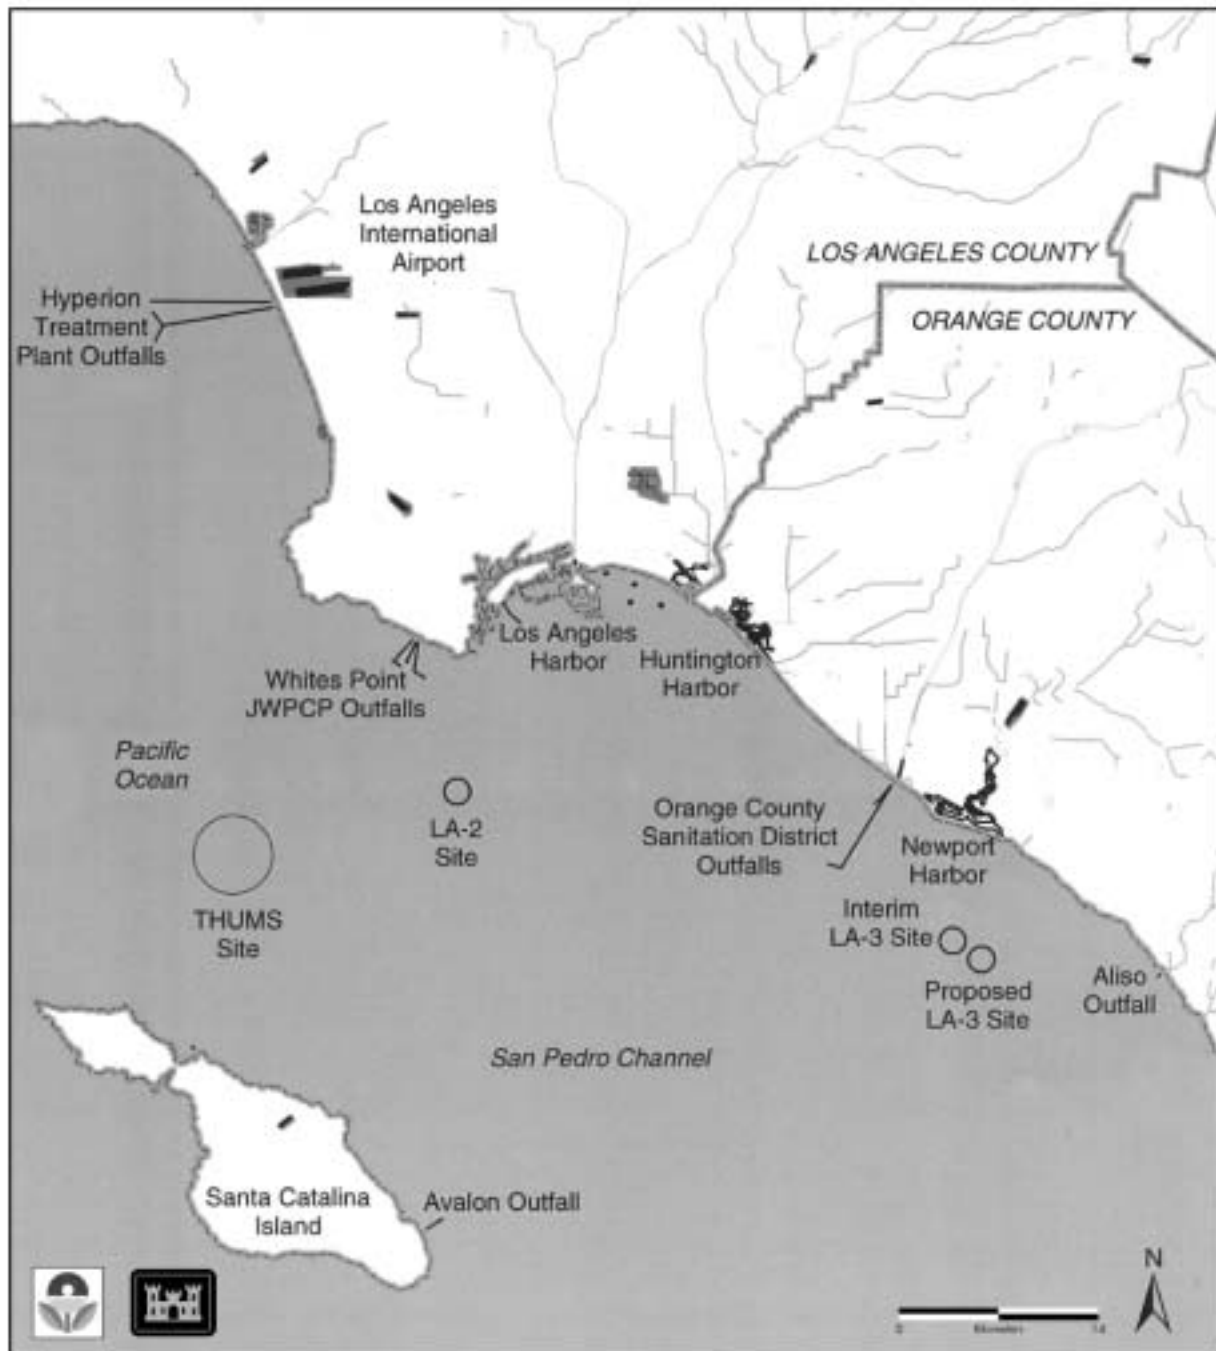 Los Angeles
International
Airport
LOS ANGELES COUNTY
ORANGE COUNTY
Hyperion
Treatment
Plant Outfalls
Los Angeles
Harbor
Huntington
Harbor
Whites Point
JWPCP Outfalls
Pacific
Ocean
LA-2
Site
THUMS
Site
Orange County
Sanitation District
Outfalls
Newport
Harbor
Interim
LA-3 Site
Proposed
LA-3 Site
Aliso
Outfall
San Pedro Channel
Santa Catalina
Island
Avalon Outfall
N